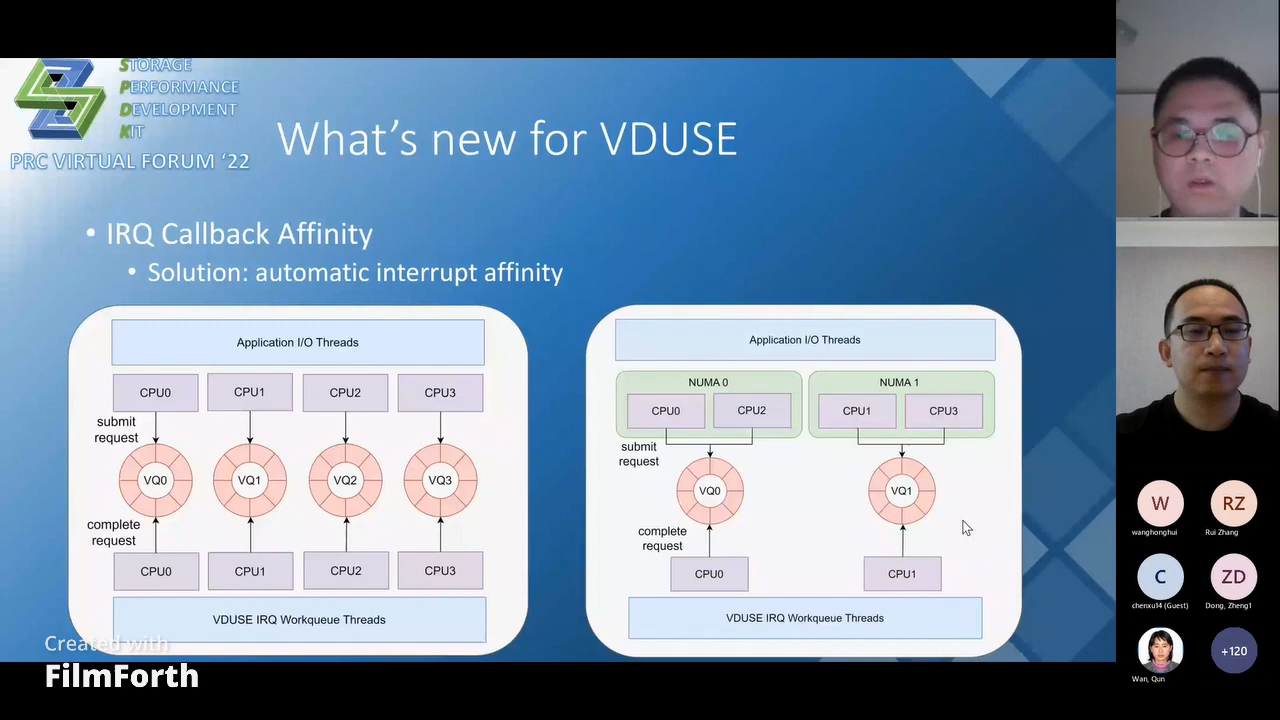 STORAGE
PERFORMANCE
DEVELOPMENT
KIT
PRC VIRTUAL FORUM ‘22
What’s new for VDUSE
• IRQ Callback Affinity
• Solution: automatic interrupt affinity
Application I/O Threads
CPU0 CPU1 CPU2 CPU3
submit
request
VQ0 VQ1 VQ2 VQ3
complete
request
CPU0 CPU1 CPU2 CPU3
VDUSE IRQ Workqueue Threads
Application I/O Threads
NUMA 0 NUMA 1
CPU0 CPU2 CPU1 CPU3
submit
request
VQ0 VQ1
complete
request
CPU0 CPU1
VDUSE IRQ Workqueue Threads
Created with
FilmForth
W RZ
wanghonghui Rui Zhang
C ZD
chenxu14 (Guest) Dong, Zheng1
+120
Wan, Qun